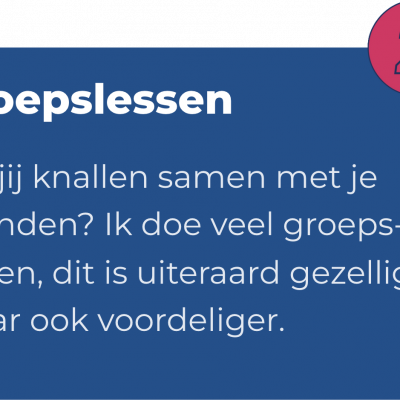 oepslessen
jij knallen samen met je
nden? Ik doe veel groeps-
en, dit is uiteraard gezellig
ar ook voordeliger.